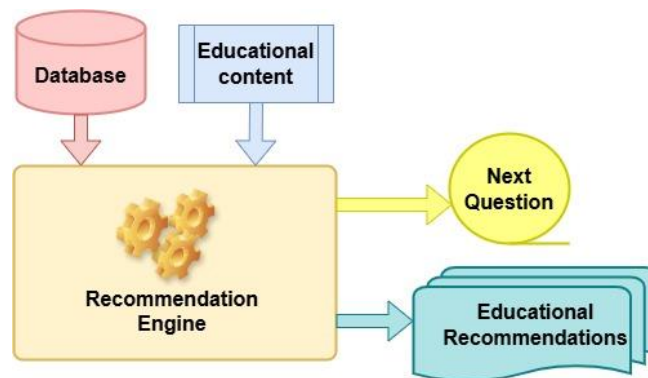 Database
Educational
content
Next
Question
Recommendation
Engine
Educational
Recommendations